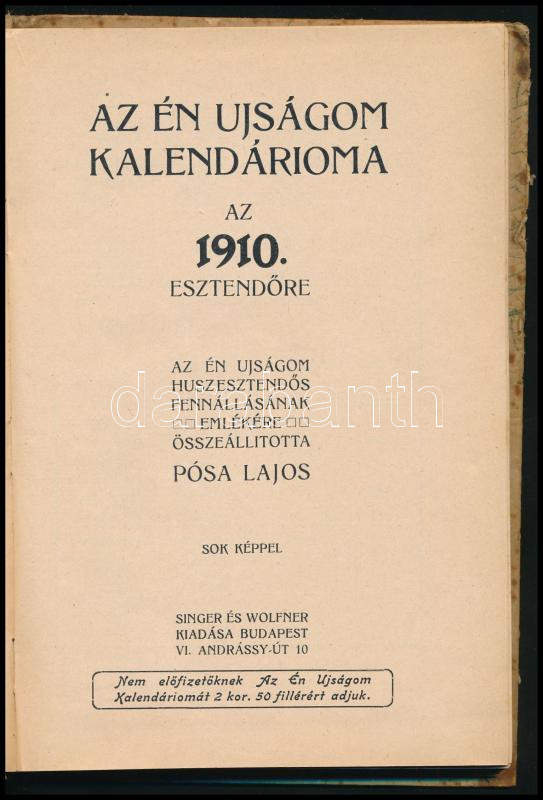 AZ ÉN UJSÁGOM
KALENDÁRIOMA
AZ
1910.
ESZTENDŐRE
AZ ÉN UJSÁGOM
HUSZESZTENDŐS
FENNÁLLÁSÁNAK
EMLÉKÉRE
ÖSSZEÁLLITOTTA
PÓSA LAJOS
darabanth
SOK KÉPPEL
SINGER ÉS WOLFNER
KIADÁSA BUDAPEST
VI. ANDRÁSSY-ÚT 10
Nem előfizetőknek Az Én Ujságom
Kalendáriomát 2 kor. 50 fillérért adjuk.